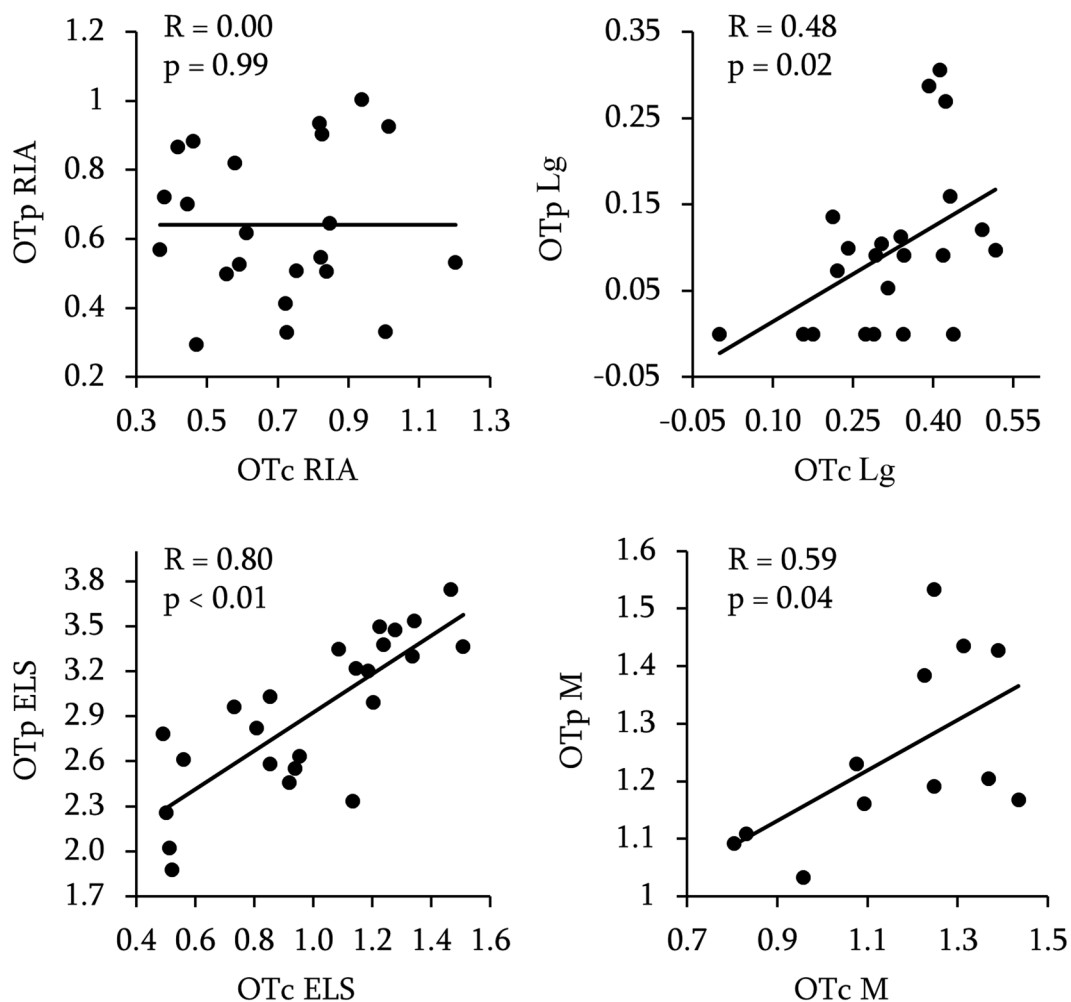 R = 0.00
p = 0.99
1.2
1
0.8
0.6
0.4
0.2
OTp RIA
0.3 0.5 0.7 0.9 1.1 1.3
OTc RIA
R = 0.48
p = 0.02
0.35
0.25
0.15
0.05
-0.05
OTp Lg
-0.05 0.10 0.25 0.40 0.55
OTc Lg
R = 0.80
p < 0.01
3.8
3.5
3.2
2.9
2.6
2.3
2.0
1.7
OTp ELS
0.4 0.6 0.8 1.0 1.2 1.4 1.6
OTc ELS
R = 0.59
p = 0.04
1.6
1.5
1.4
1.3
1.2
1.1
1
OTp M
0.7 0.9 1.1 1.3 1.5
OTc M